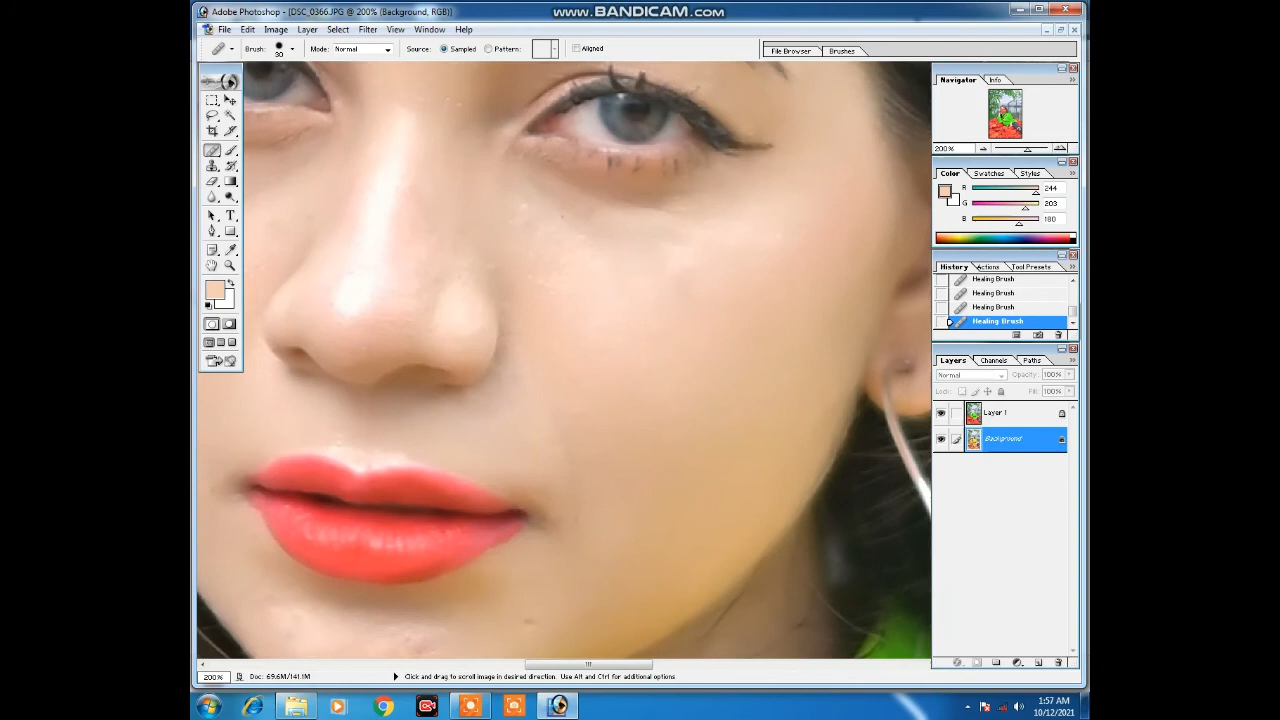 Adobe Photoshop - [DSC_0366.JPG @ 200% (Background, RGB)]
www.BANDICAM.com
File Edit Image Layer Select Filter View Window Help
Brush: 30 Mode: Normal Source: Sampled Pattern: Aligned
File Browser Brushes
Navigator Info
200%
Color Swatches Styles
R 244
G 203
B 180
History Actions Tool Presets
Healing Brush
Healing Brush
Healing Brush
Healing Brush
Layers Channels Paths
Normal Opacity: 100%
Lock: Fill: 100%
Layer 1
Background
200% Doc: 69.6M/141.1M Click and drag to scroll image in desired direction. Use Alt and Ctrl for additional options
1:57 AM
10/12/2021